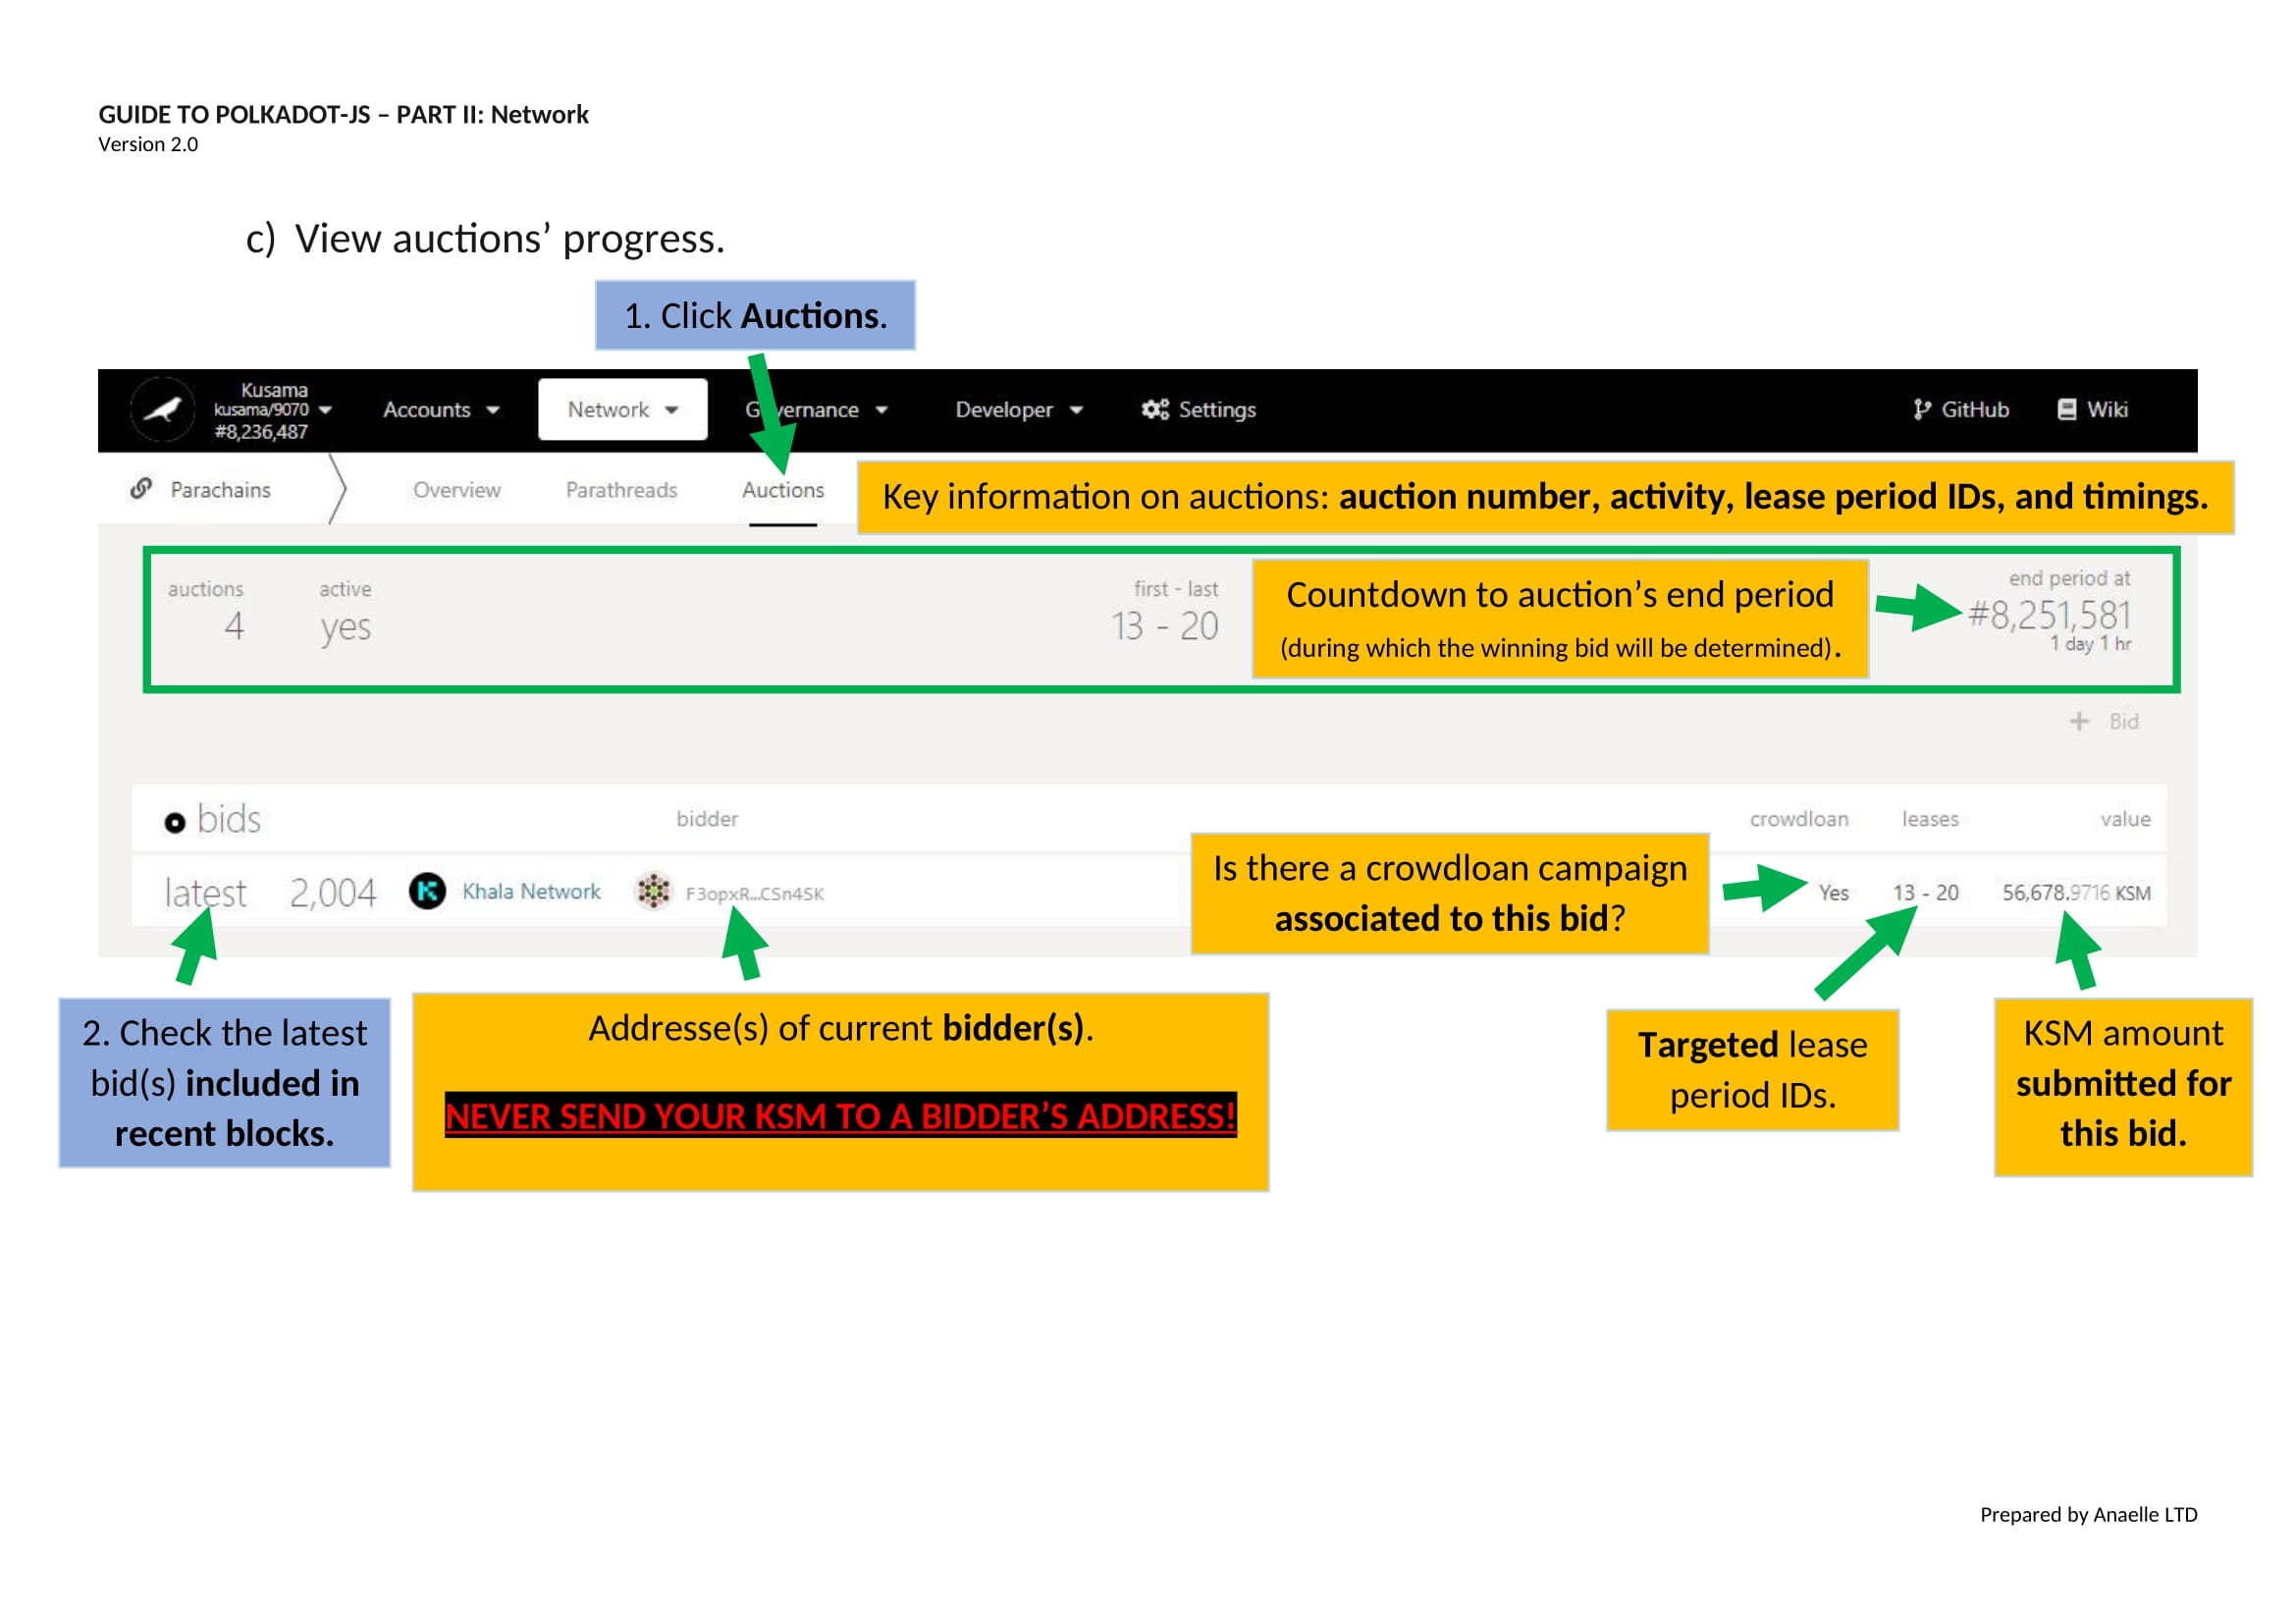 GUIDE TO POLKADOT-JS – PART II: Network
Version 2.0
c) View auctions’ progress.
1. Click Auctions.
Kusama
kusama/9070
#8,236,487
Accounts
Network
Governance
Developer
Settings
GitHub
Wiki
Parachains
Overview
Parathreads
Auctions
Key information on auctions: auction number, activity, lease period IDs, and timings.
auctions
4
active
yes
first - last
13 - 20
Countdown to auction’s end period
(during which the winning bid will be determined).
end period at
#8,251,581
1 day 1 hr
+ Bid
bids
bidder
crowdloan
leases
value
latest
2,004
Khala Network
F3opxR...CSn4SK
Is there a crowdloan campaign
associated to this bid?
Yes
13 - 20
56,678.9716 KSM
2. Check the latest
bid(s) included in
recent blocks.
Addresse(s) of current bidder(s).
NEVER SEND YOUR KSM TO A BIDDER’S ADDRESS!
Targeted lease
period IDs.
KSM amount
submitted for
this bid.
Prepared by Anaelle LTD